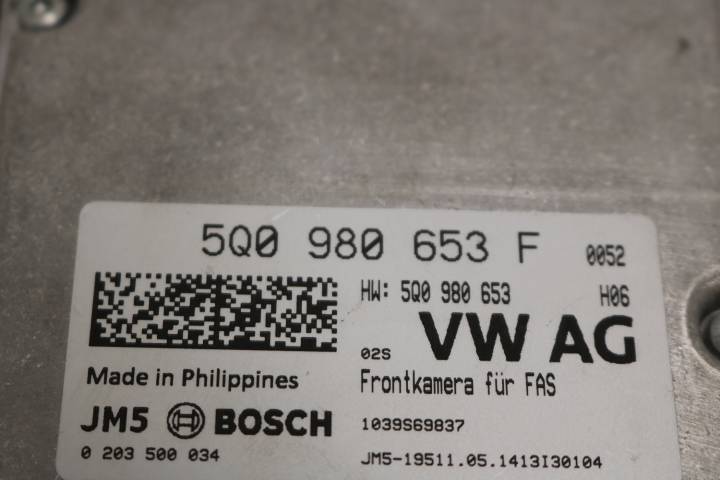 5Q0 980 653 F 0052
HW: 5Q0 980 653 H06
02S VW AG
Made in Philippines Frontkamera für FAS
JM5 BOSCH 1039S69837
0 203 500 034 JM5-19511.05.1413I30104